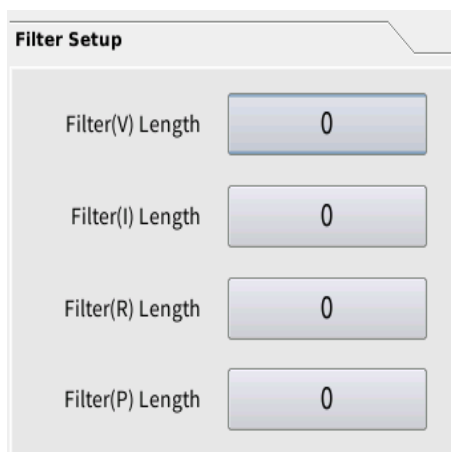 Filter Setup
Filter(V) Length 0
Filter(I) Length 0
Filter(R) Length 0
Filter(P) Length 0